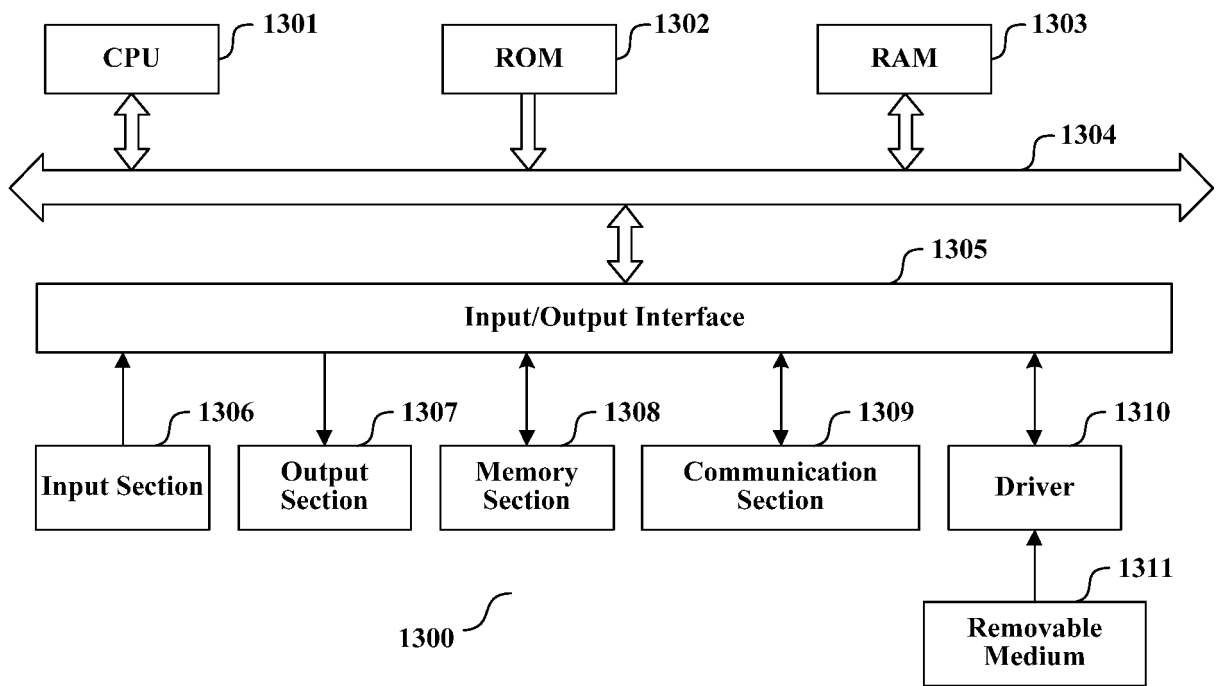 1301
1302
1303
CPU
ROM
RAM
1304
1305
Input/Output Interface
1306
1307
1308
1309
1310
Input Section
Output
Section
Memory
Section
Communication
Section
Driver
1311
1300
Removable
Medium